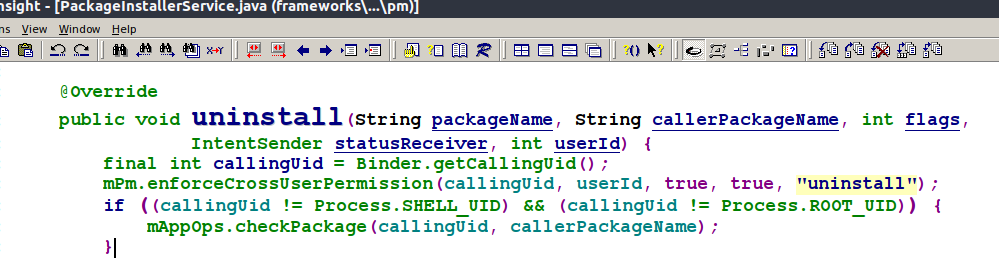 nsight - [PackageInstallerService.java (frameworks\...\pm)]
ns View Window Help
@Override
public void uninstall(String packageName, String callerPackageName, int flags,
IntentSender statusReceiver, int userId) {
final int callingUid = Binder.getCallingUid();
mPm.enforceCrossUserPermission(callingUid, userId, true, true, "uninstall");
if ((callingUid != Process.SHELL_UID) && (callingUid != Process.ROOT_UID)) {
mAppOps.checkPackage(callingUid, callerPackageName);
}